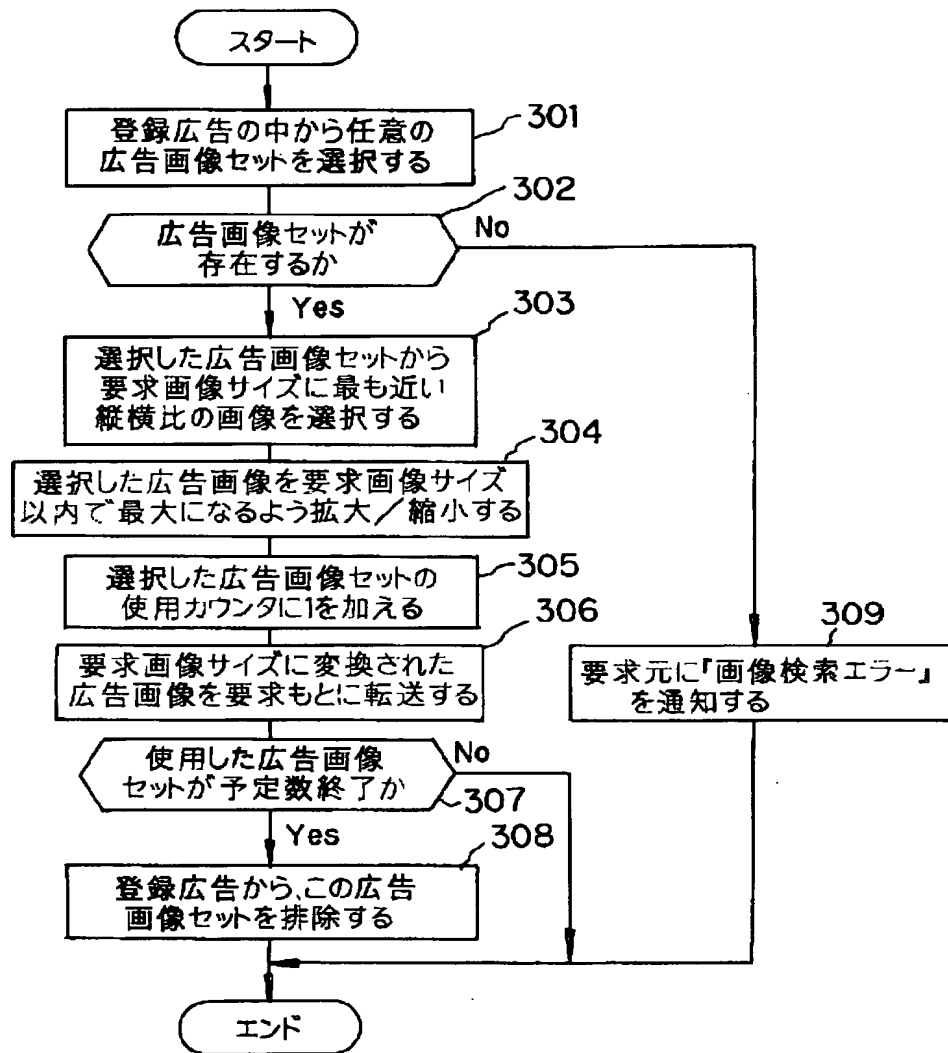 スタート
301
登録広告の中から任意の
広告画像セットを選択する
302
広告画像セットが
存在するか
No
Yes
303
選択した広告画像セットから
要求画像サイズに最も近い
縦横比の画像を選択する
304
選択した広告画像を要求画像サイズ
以内で最大になるよう拡大/縮小する
305
選択した広告画像セットの
使用カウンタに1を加える
306
要求画像サイズに変換された
広告画像を要求もとに転送する
309
要求元に『画像検索エラー』
を通知する
使用した広告画像
セットが予定数終了か
No
307
Yes
308
登録広告から、この広告
画像セットを排除する
エンド